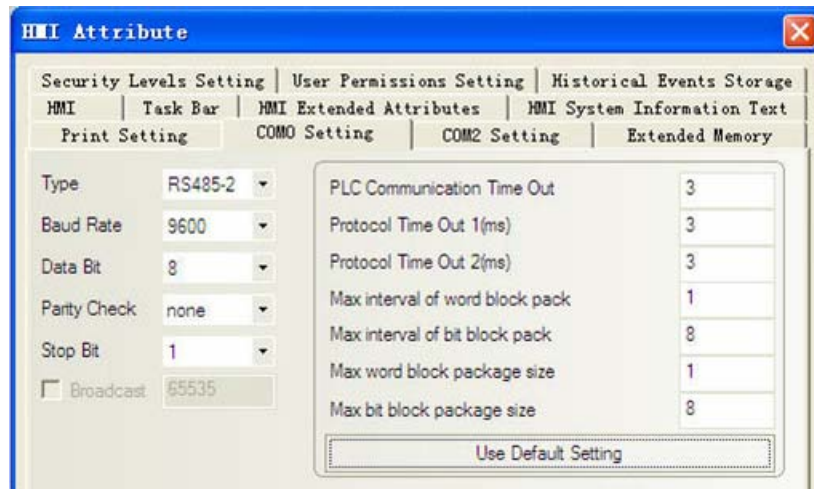 HMI Attribute
Security Levels Setting | User Permissions Setting | Historical Events Storage
HMI | Task Bar | HMI Extended Attributes | HMI System Information Text
Print Setting | COM0 Setting | COM2 Setting | Extended Memory
Type RS485-2
Baud Rate 9600
Data Bit 8
Parity Check none
Stop Bit 1
Broadcast 65535
PLC Communication Time Out 3
Protocol Time Out 1(ms) 3
Protocol Time Out 2(ms) 3
Max interval of word block pack 1
Max interval of bit block pack 8
Max word block package size 1
Max bit block package size 8
Use Default Setting